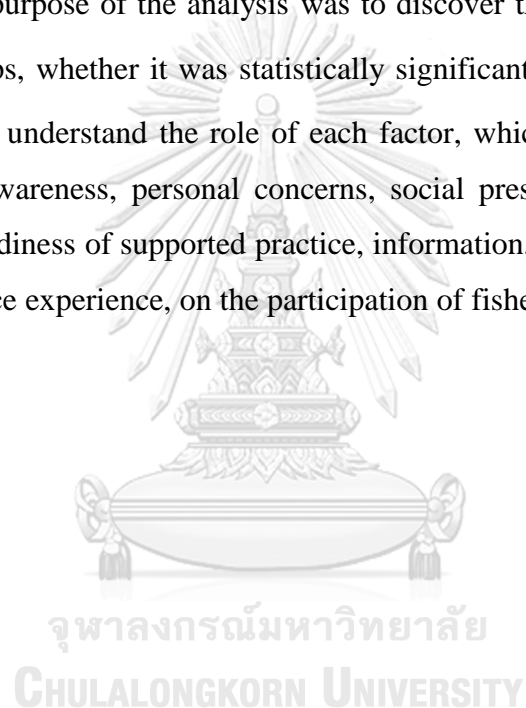 purpose of the analysis was to discover th
os, whether it was statistically significant
understand the role of each factor, whic
wareness, personal concerns, social pres
diness of supported practice, information,
ce experience, on the participation of fishe
จุฬาลงกรณ์มหาวิทยาลัย
CHULALONGKORN UNIVERSITY